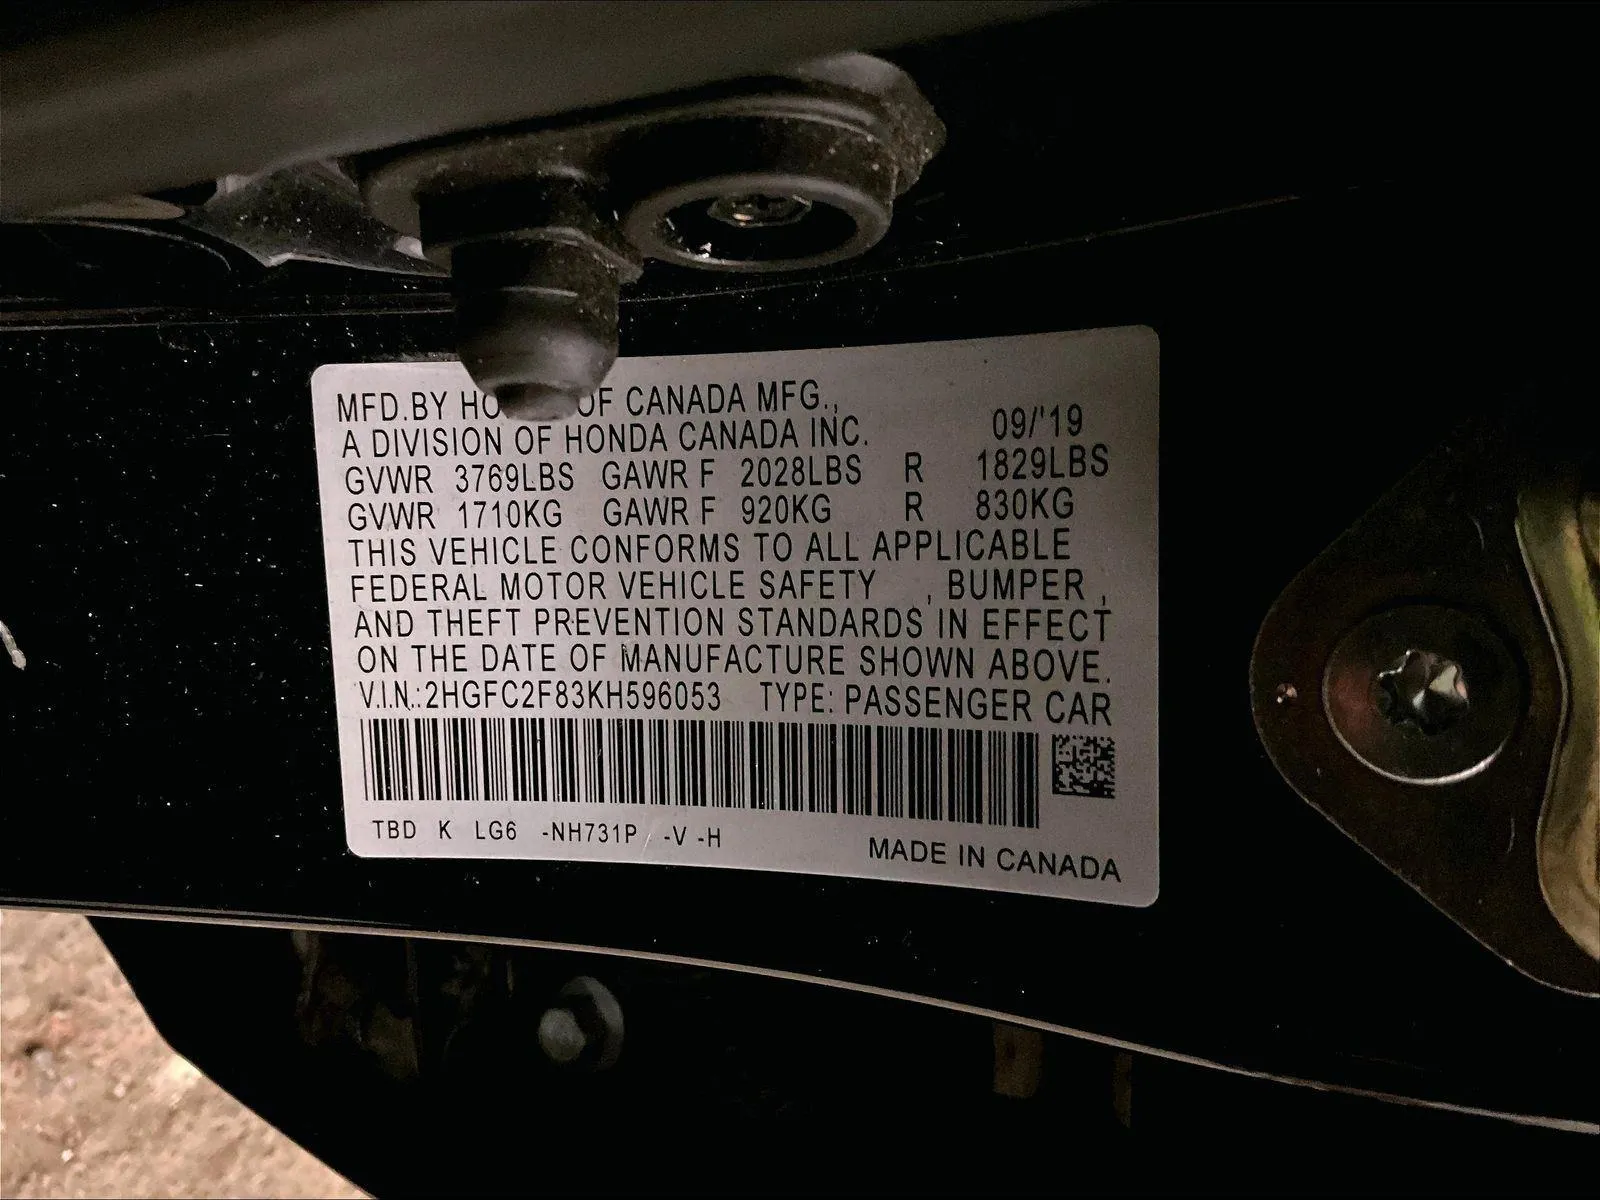 MFD.BY HO OF CANADA MFG.,
A DIVISION OF HONDA CANADA INC. 09/'19
GVWR 3769LBS GAWR F 2028LBS R 1829LBS
GVWR 1710KG GAWR F 920KG R 830KG
THIS VEHICLE CONFORMS TO ALL APPLICABLE
FEDERAL MOTOR VEHICLE SAFETY , BUMPER ,
AND THEFT PREVENTION STANDARDS IN EFFECT
ON THE DATE OF MANUFACTURE SHOWN ABOVE.
V.I.N.:2HGFC2F83KH596053 TYPE: PASSENGER CAR
TBD K LG6 -NH731P -V -H
MADE IN CANADA